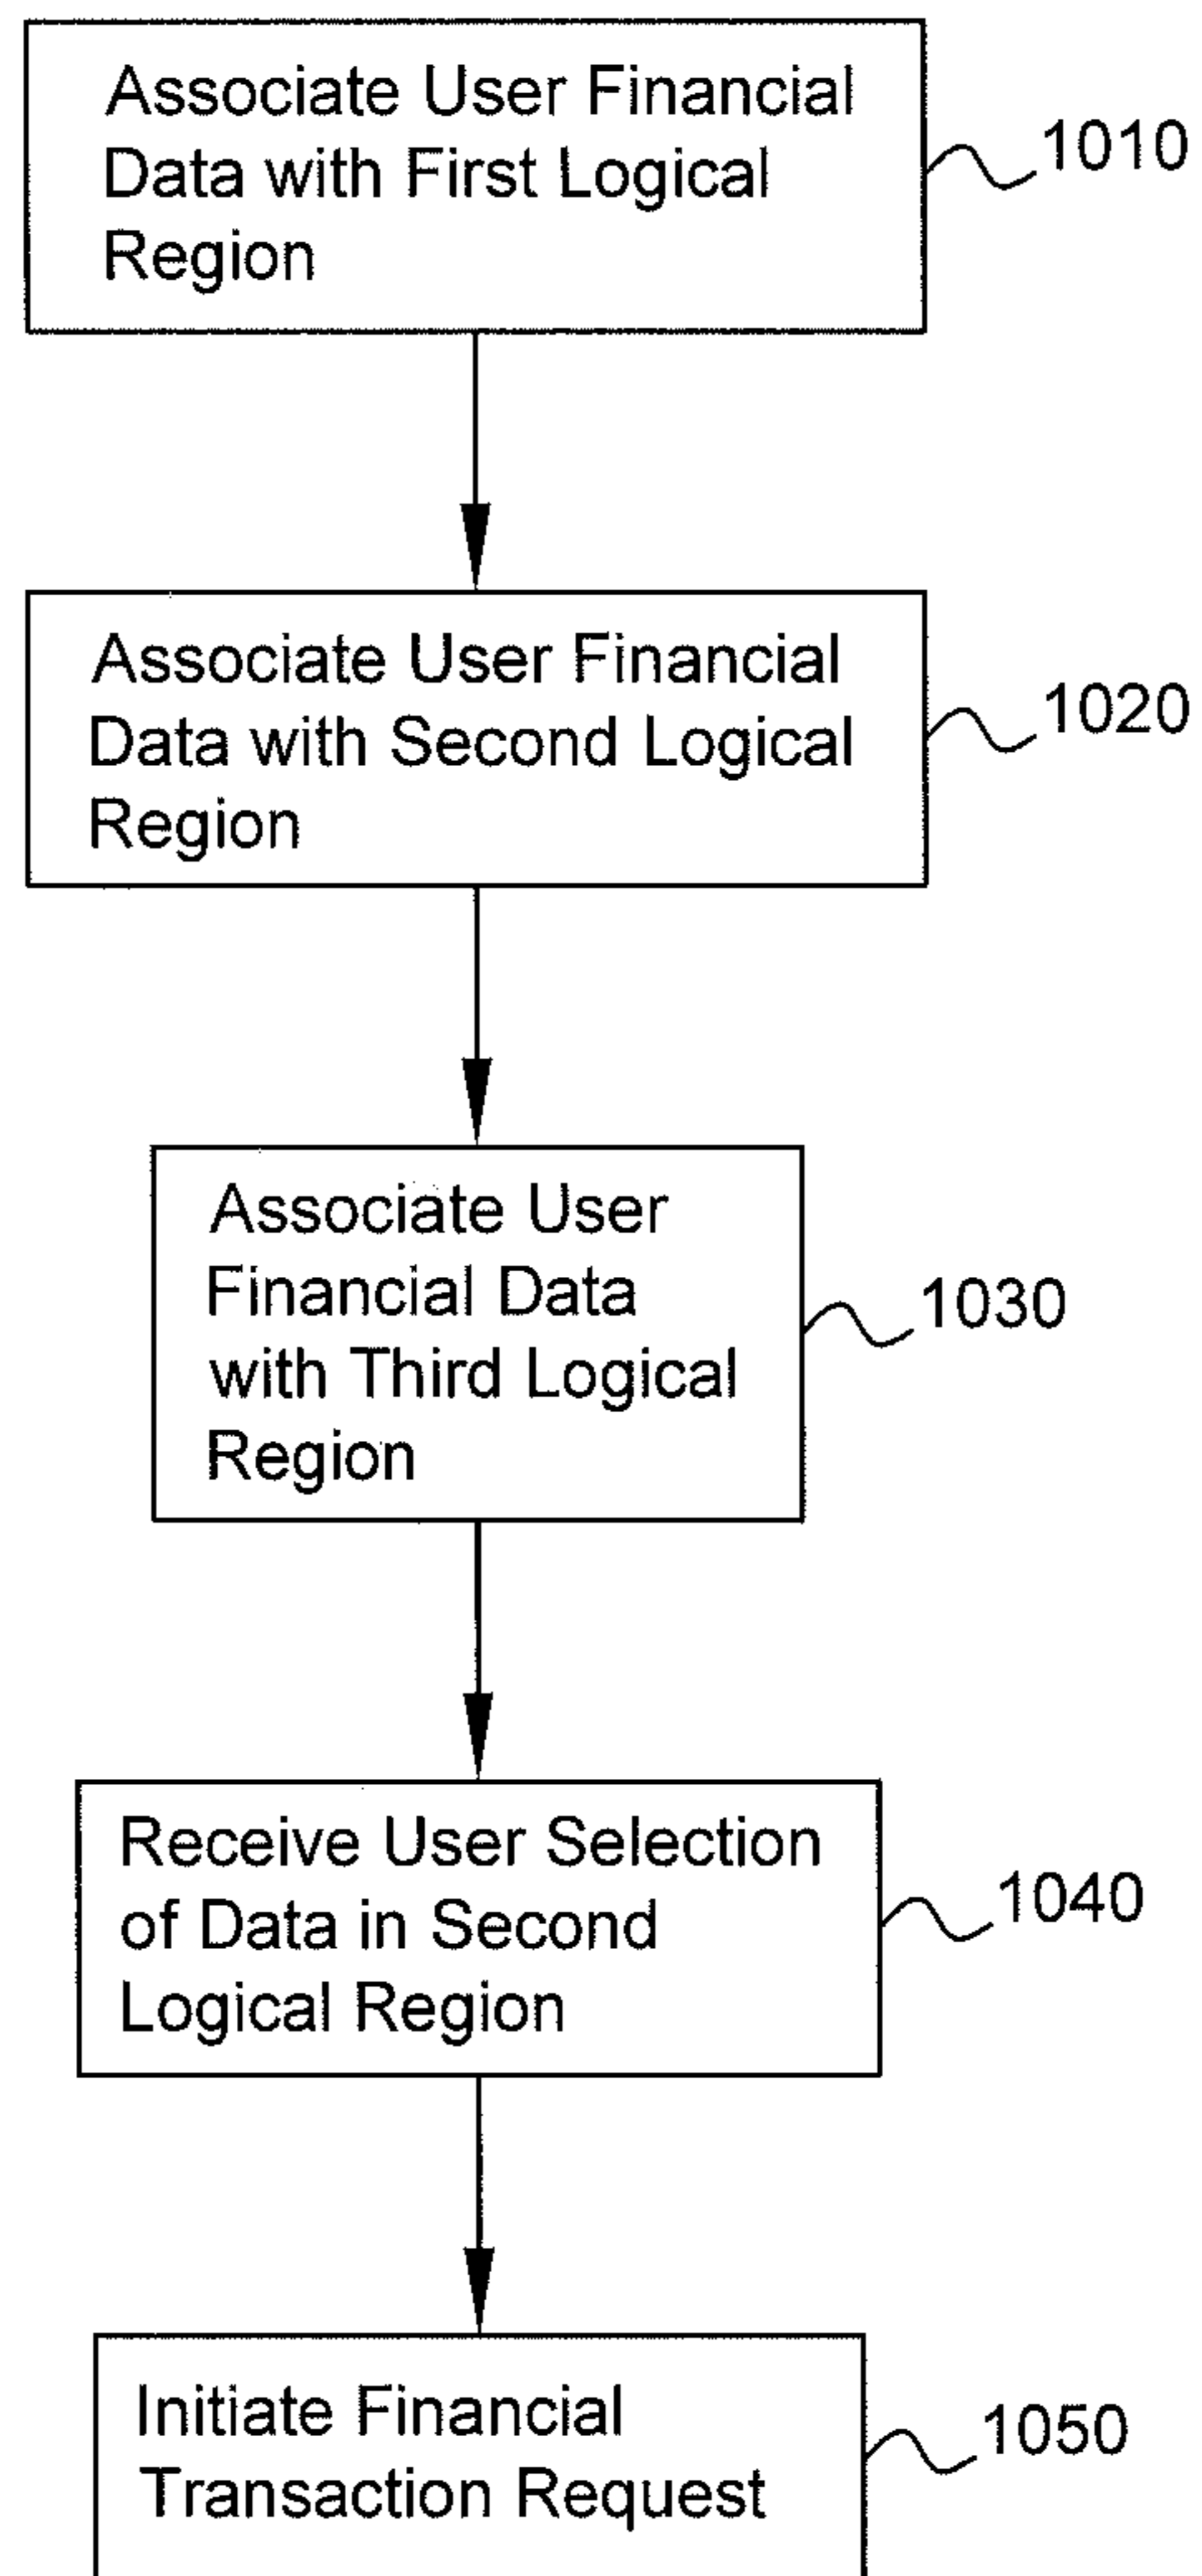 Associate User Financial
Data with First Logical
Region
1010
Associate User Financial
Data with Second Logical
Region
1020
Associate User
Financial Data
with Third Logical
Region
1030
Receive User Selection
of Data in Second
Logical Region
1040
Initiate Financial
Transaction Request
1050